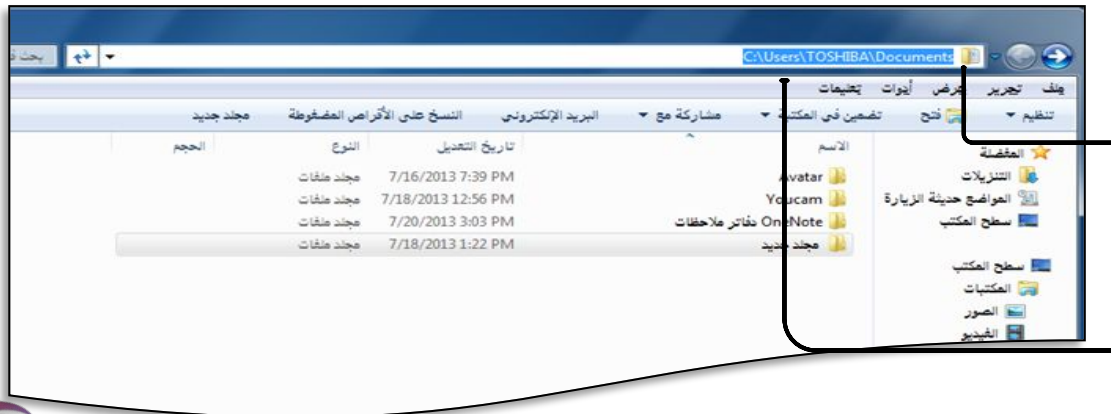 C:\Users\TOSHIBA\Documents
ملف تحرير عرض أدوات تعليمات
تنظيم فتح تضمين في المكتبة مشاركة مع البريد الإلكتروني النسخ على الأقراص المضغوطة مجلد جديد
الاسم تاريخ التعديل النوع الحجم
Avatar 7/16/2013 7:39 PM مجلد ملفات
Youcam 7/18/2013 12:56 PM مجلد ملفات
OneNote دفاتر ملاحظات 7/20/2013 3:03 PM مجلد ملفات
مجلد جديد 7/18/2013 1:22 PM مجلد ملفات
المفضلة
التنزيلات
المواضع حديثة الزيارة
سطح المكتب
سطح المكتب
المكتبات
الصور
الفيديو